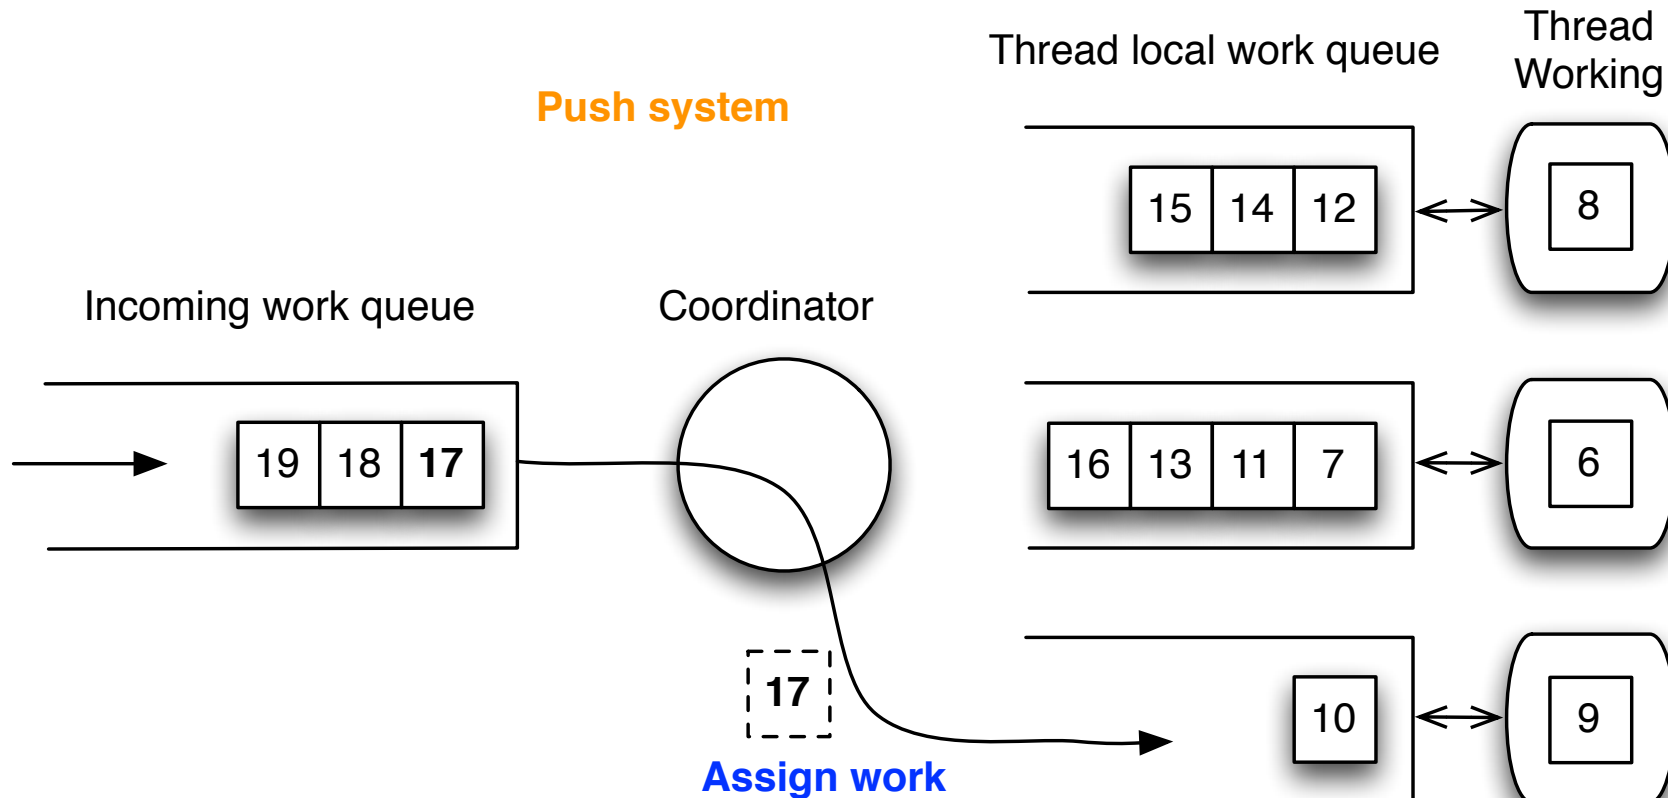 Thread
Working
Thread local work queue
Push system
15 14 12
8
Incoming work queue
Coordinator
19 18 17
16 13 11 7
6
17
10
9
Assign work